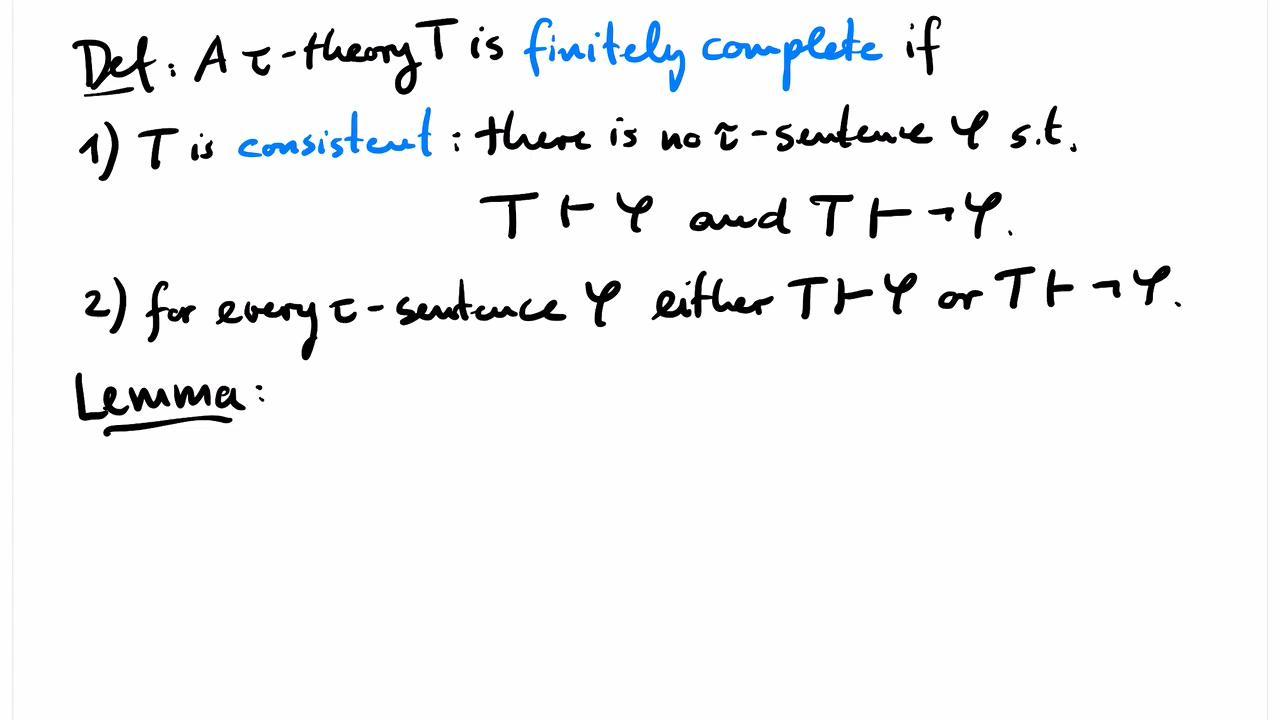 Def: A τ-theory T is finitely complete if
1) T is consistent: there is no τ-sentence φ s.t.
T ⊢ φ and T ⊢ ¬φ.
2) for every τ-sentence φ either T ⊢ φ or T ⊢ ¬φ.
Lemma: